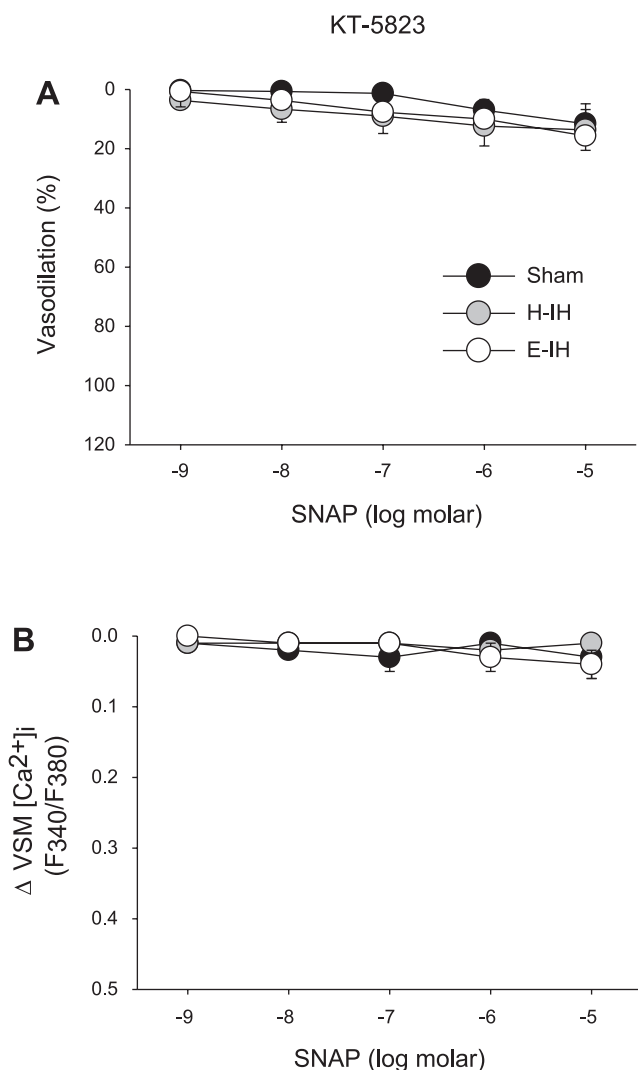 KT-5823
A
Vasodilation (%)
0
20
40
60
80
100
120
Sham
H-IH
E-IH
-9 -8 -7 -6 -5
SNAP (log molar)
B
Δ VSM [Ca2+]i
(F340/F380)
0.0
0.1
0.2
0.3
0.4
0.5
-9 -8 -7 -6 -5
SNAP (log molar)